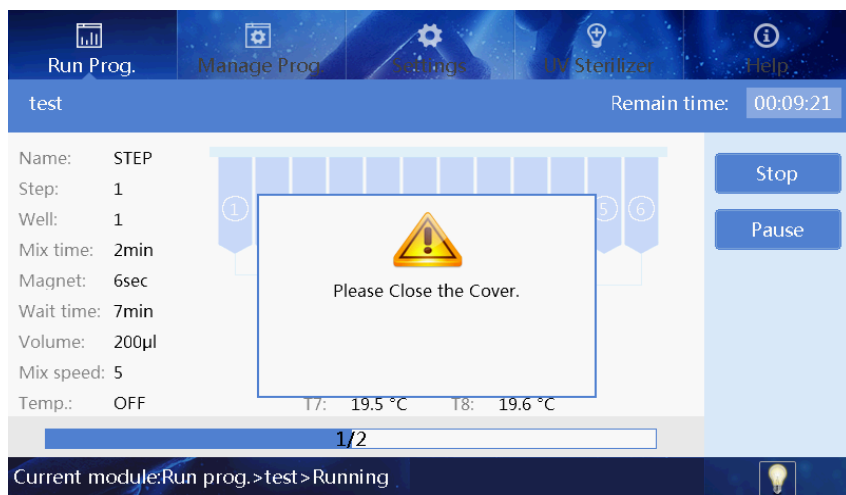 Run Prog.
Manage Prog.
Settings
UV Sterilizer
Help
test
Remain time: 00:09:21
Name: STEP
Step: 1
Well: 1
Mix time: 2min
Magnet: 6sec
Wait time: 7min
Volume: 200µl
Mix speed: 5
Temp.: OFF
Stop
Pause
1
5
6
Please Close the Cover.
T7: 19.5 °C T8: 19.6 °C
1/2
Current module:Run prog.>test>Running